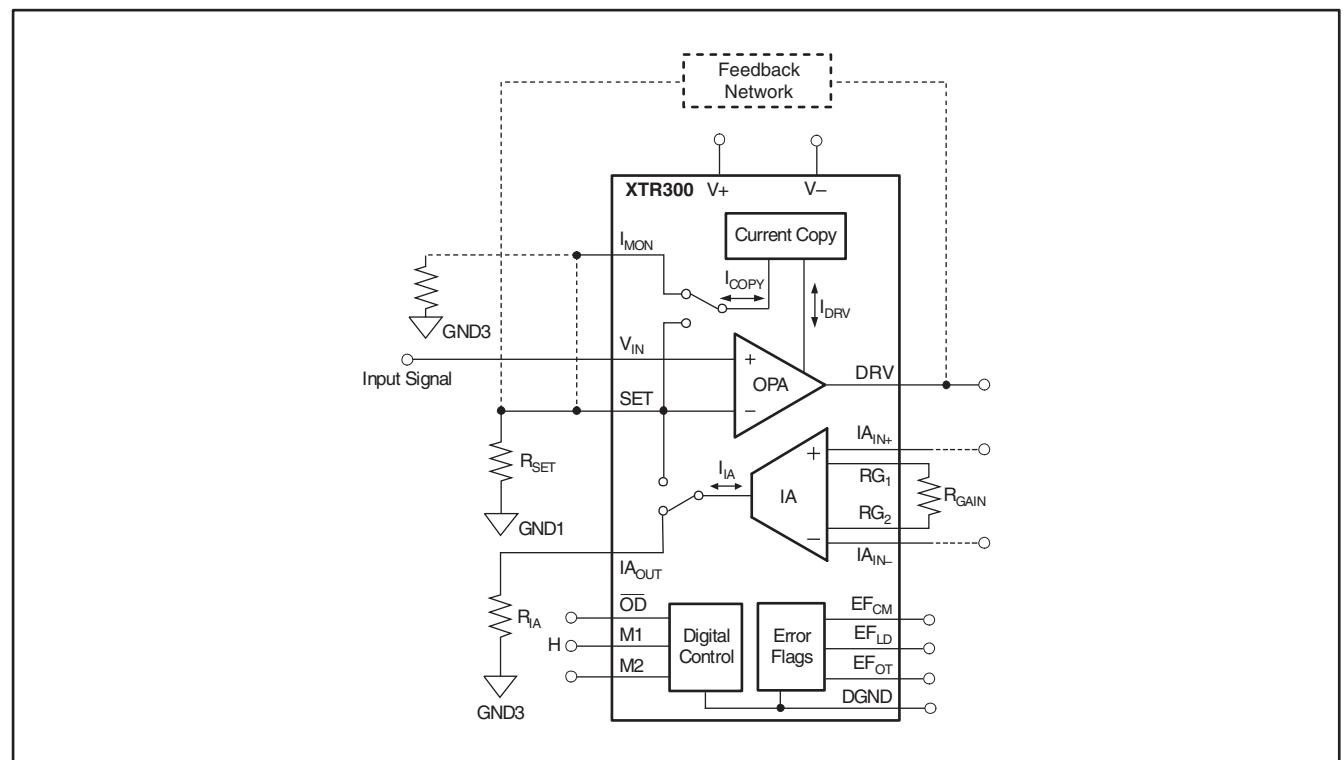 Feedback
Network
XTR300
V+
V–
Current Copy
I_MON
I_COPY
I_DRV
GND3
V_IN
Input Signal
+
OPA
–
DRV
SET
R_SET
GND1
I_IA
+
IA
–
IA_IN+
RG_1
R_GAIN
RG_2
IA_IN–
IA_OUT
R_IA
GND3
O̅D̅
H
M1
M2
Digital
Control
Error
Flags
EF_CM
EF_LD
EF_OT
DGND